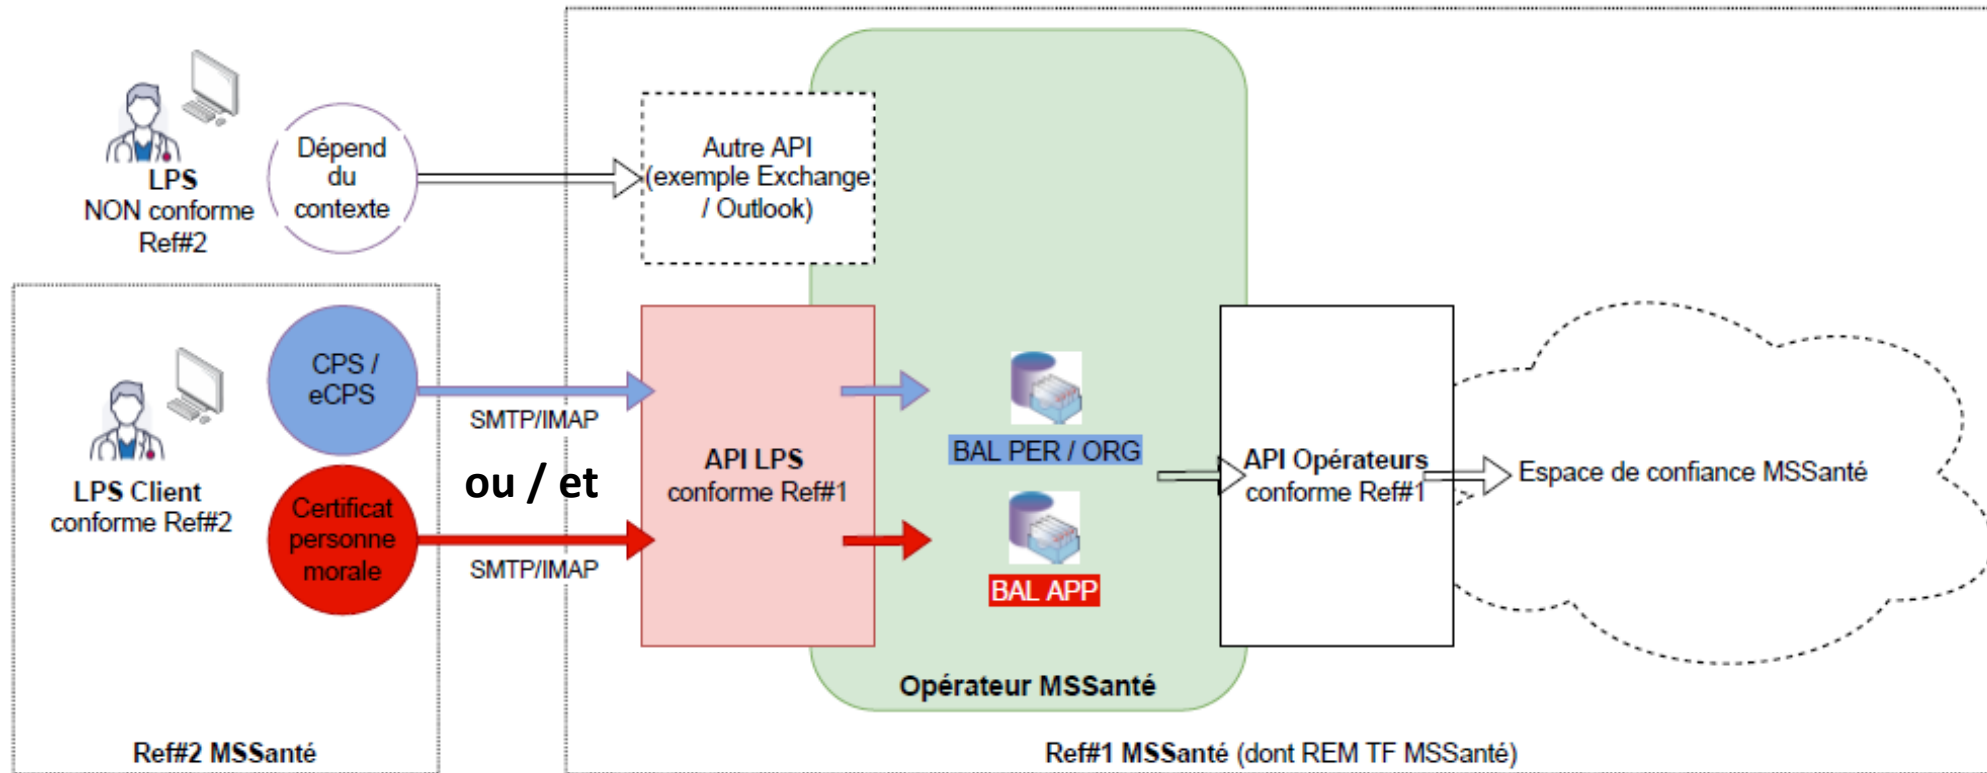 LPS
NON conforme
Ref#2
Dépend
du
contexte
Autre API
(exemple Exchange
/ Outlook)
LPS Client
conforme Ref#2
CPS /
eCPS
Certificat
personne
morale
SMTP/IMAP
ou / et
SMTP/IMAP
API LPS
conforme Ref#1
BAL PER / ORG
BAL APP
API Opérateurs
conforme Ref#1
Espace de confiance MSSanté
Opérateur MSSanté
Ref#2 MSSanté
Ref#1 MSSanté (dont REM TF MSSanté)